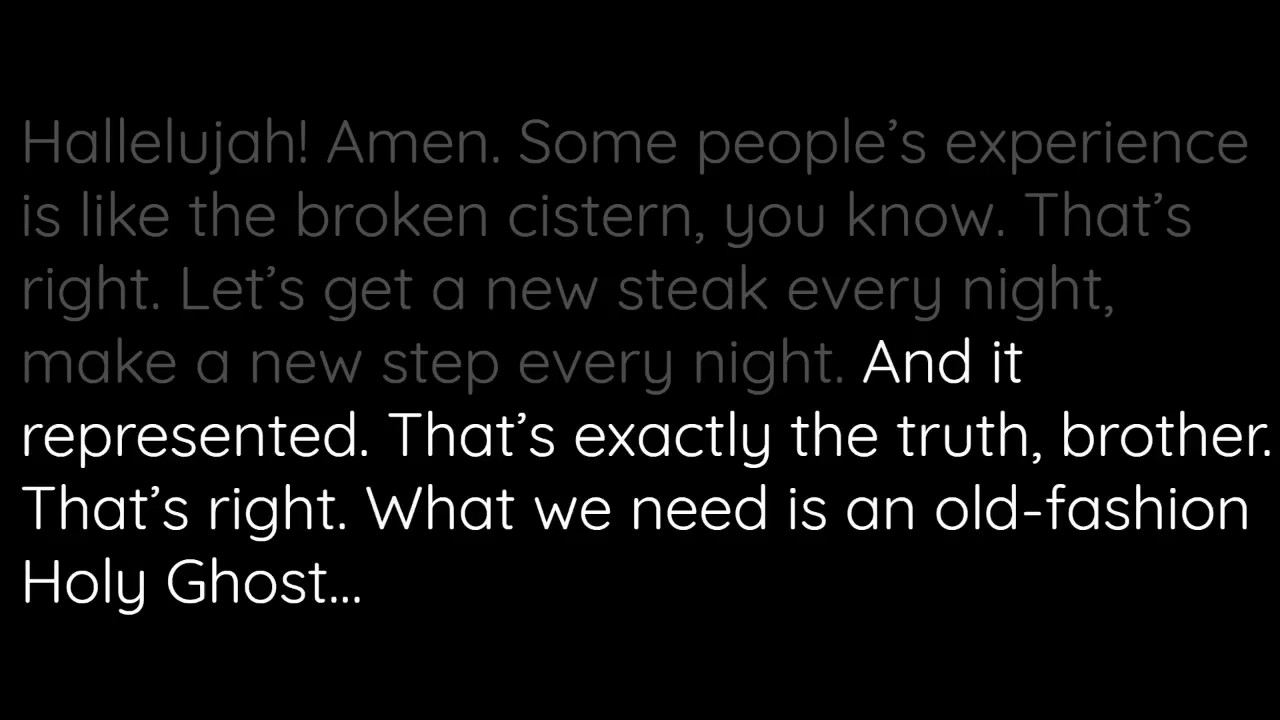 Hallelujah! Amen. Some people’s experience
is like the broken cistern, you know. That’s
right. Let’s get a new steak every night,
make a new step every night. And it
represented. That’s exactly the truth, brother.
That’s right. What we need is an old-fashion
Holy Ghost...